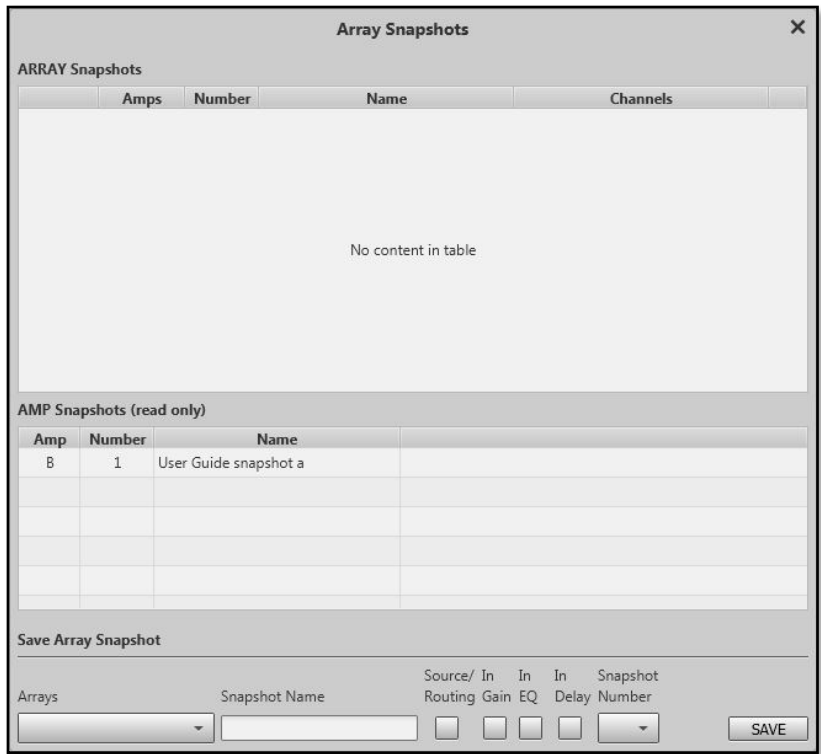 Array Snapshots
ARRAY Snapshots
Amps Number Name Channels
No content in table
AMP Snapshots (read only)
Amp Number Name
B 1 User Guide snapshot a
Save Array Snapshot
Source/ In In In Snapshot
Arrays Snapshot Name Routing Gain EQ Delay Number
SAVE